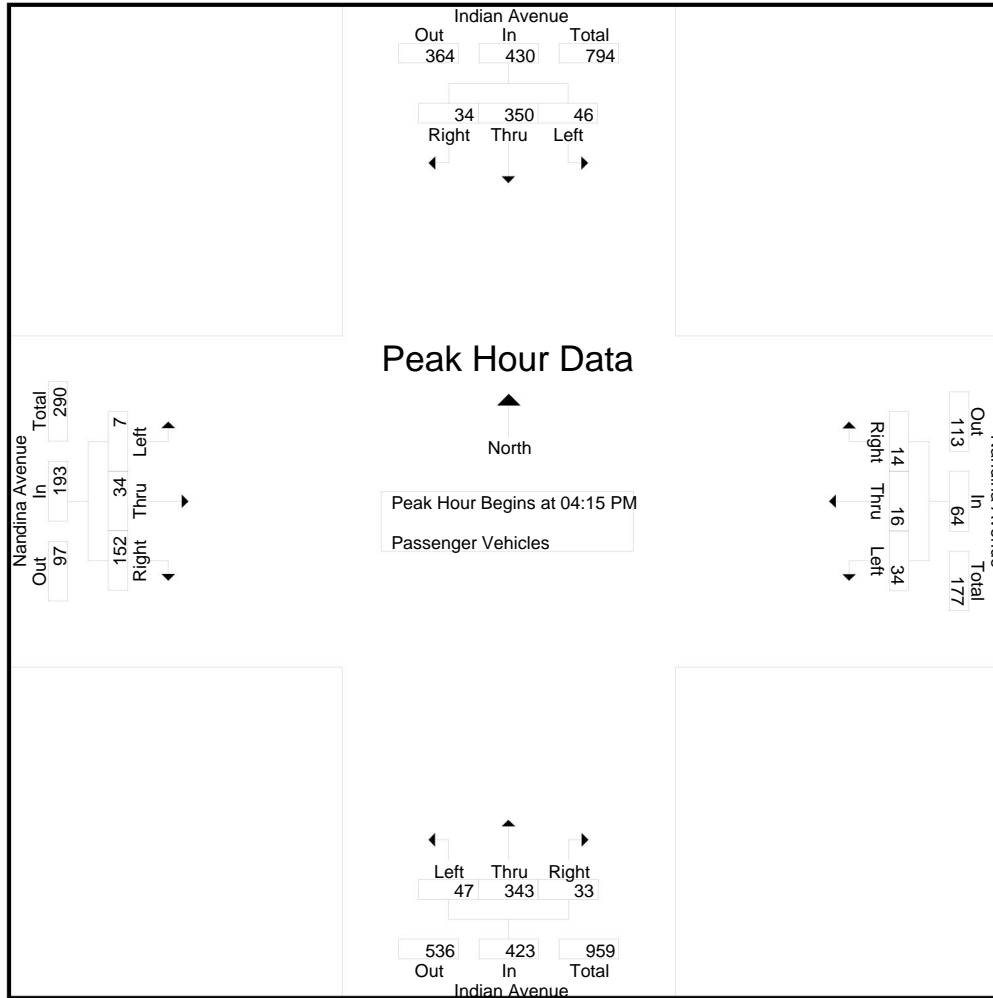 Indian Avenue
Out In Total
364 430 794
34 350 46
Right Thru Left
Peak Hour Data
North
Peak Hour Begins at 04:15 PM
Passenger Vehicles
Nandina Avenue
Out In Total
97 193 290
7 34 152
Left Thru Right
Out In Total
113 64 177
14 16 34
Right Thru Left
Left Thru Right
47 343 33
536 423 959
Out In Total
Indian Avenue